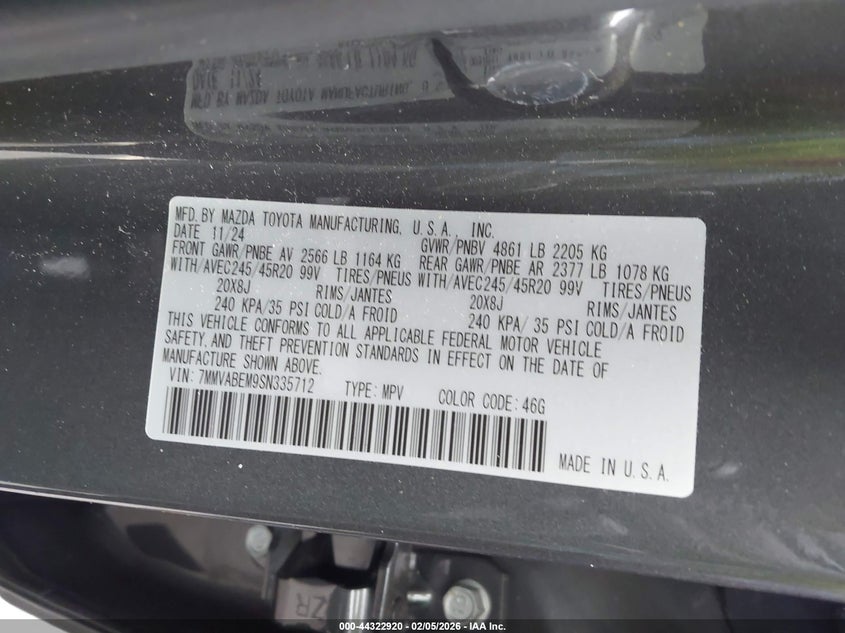 MFD. BY MAZDA TOYOTA MANUFACTURING, U.S.A., INC.
DATE 11/24 GVWR/PNBV 4861 LB 2205 KG
FRONT GAWR/PNBE AV 2566 LB 1164 KG REAR GAWR/PNBE AR 2377 LB 1078 KG
WITH/AVEC245/45R20 99V TIRES/PNEUS WITH/AVEC245/45R20 99V TIRES/PNEUS
20X8J RIMS/JANTES 20X8J RIMS/JANTES
240 KPA/35 PSI COLD/A FROID 240 KPA/ 35 PSI COLD/A FROID
THIS VEHICLE CONFORMS TO ALL APPLICABLE FEDERAL MOTOR VEHICLE
SAFETY, AND THEFT PREVENTION STANDARDS IN EFFECT ON THE DATE OF
MANUFACTURE SHOWN ABOVE.
VIN: 7MMVABEM9SN335712 TYPE: MPV COLOR CODE: 46G
MADE IN U.S.A.
000-44322920 - 02/05/2026 - IAA Inc.